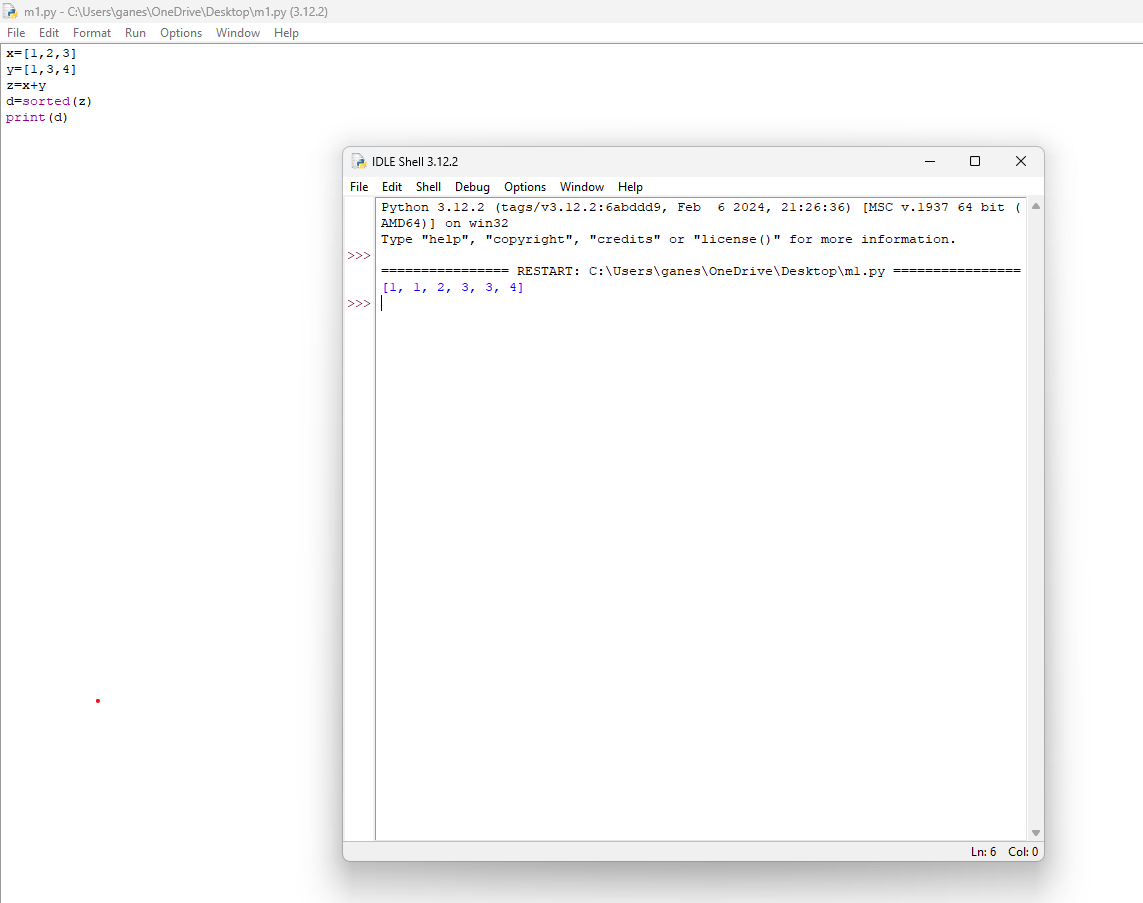 m1.py - C:\Users\ganes\OneDrive\Desktop\m1.py (3.12.2)
File Edit Format Run Options Window Help
x=[1,2,3]
y=[1,3,4]
z=x+y
d=sorted(z)
print(d)
IDLE Shell 3.12.2
File Edit Shell Debug Options Window Help
Python 3.12.2 (tags/v3.12.2:6abddd9, Feb  6 2024, 21:26:36) [MSC v.1937 64 bit (
AMD64)] on win32
Type "help", "copyright", "credits" or "license()" for more information.
>>>
================ RESTART: C:\Users\ganes\OneDrive\Desktop\m1.py ================
[1, 1, 2, 3, 3, 4]
>>>
Ln: 6 Col: 0